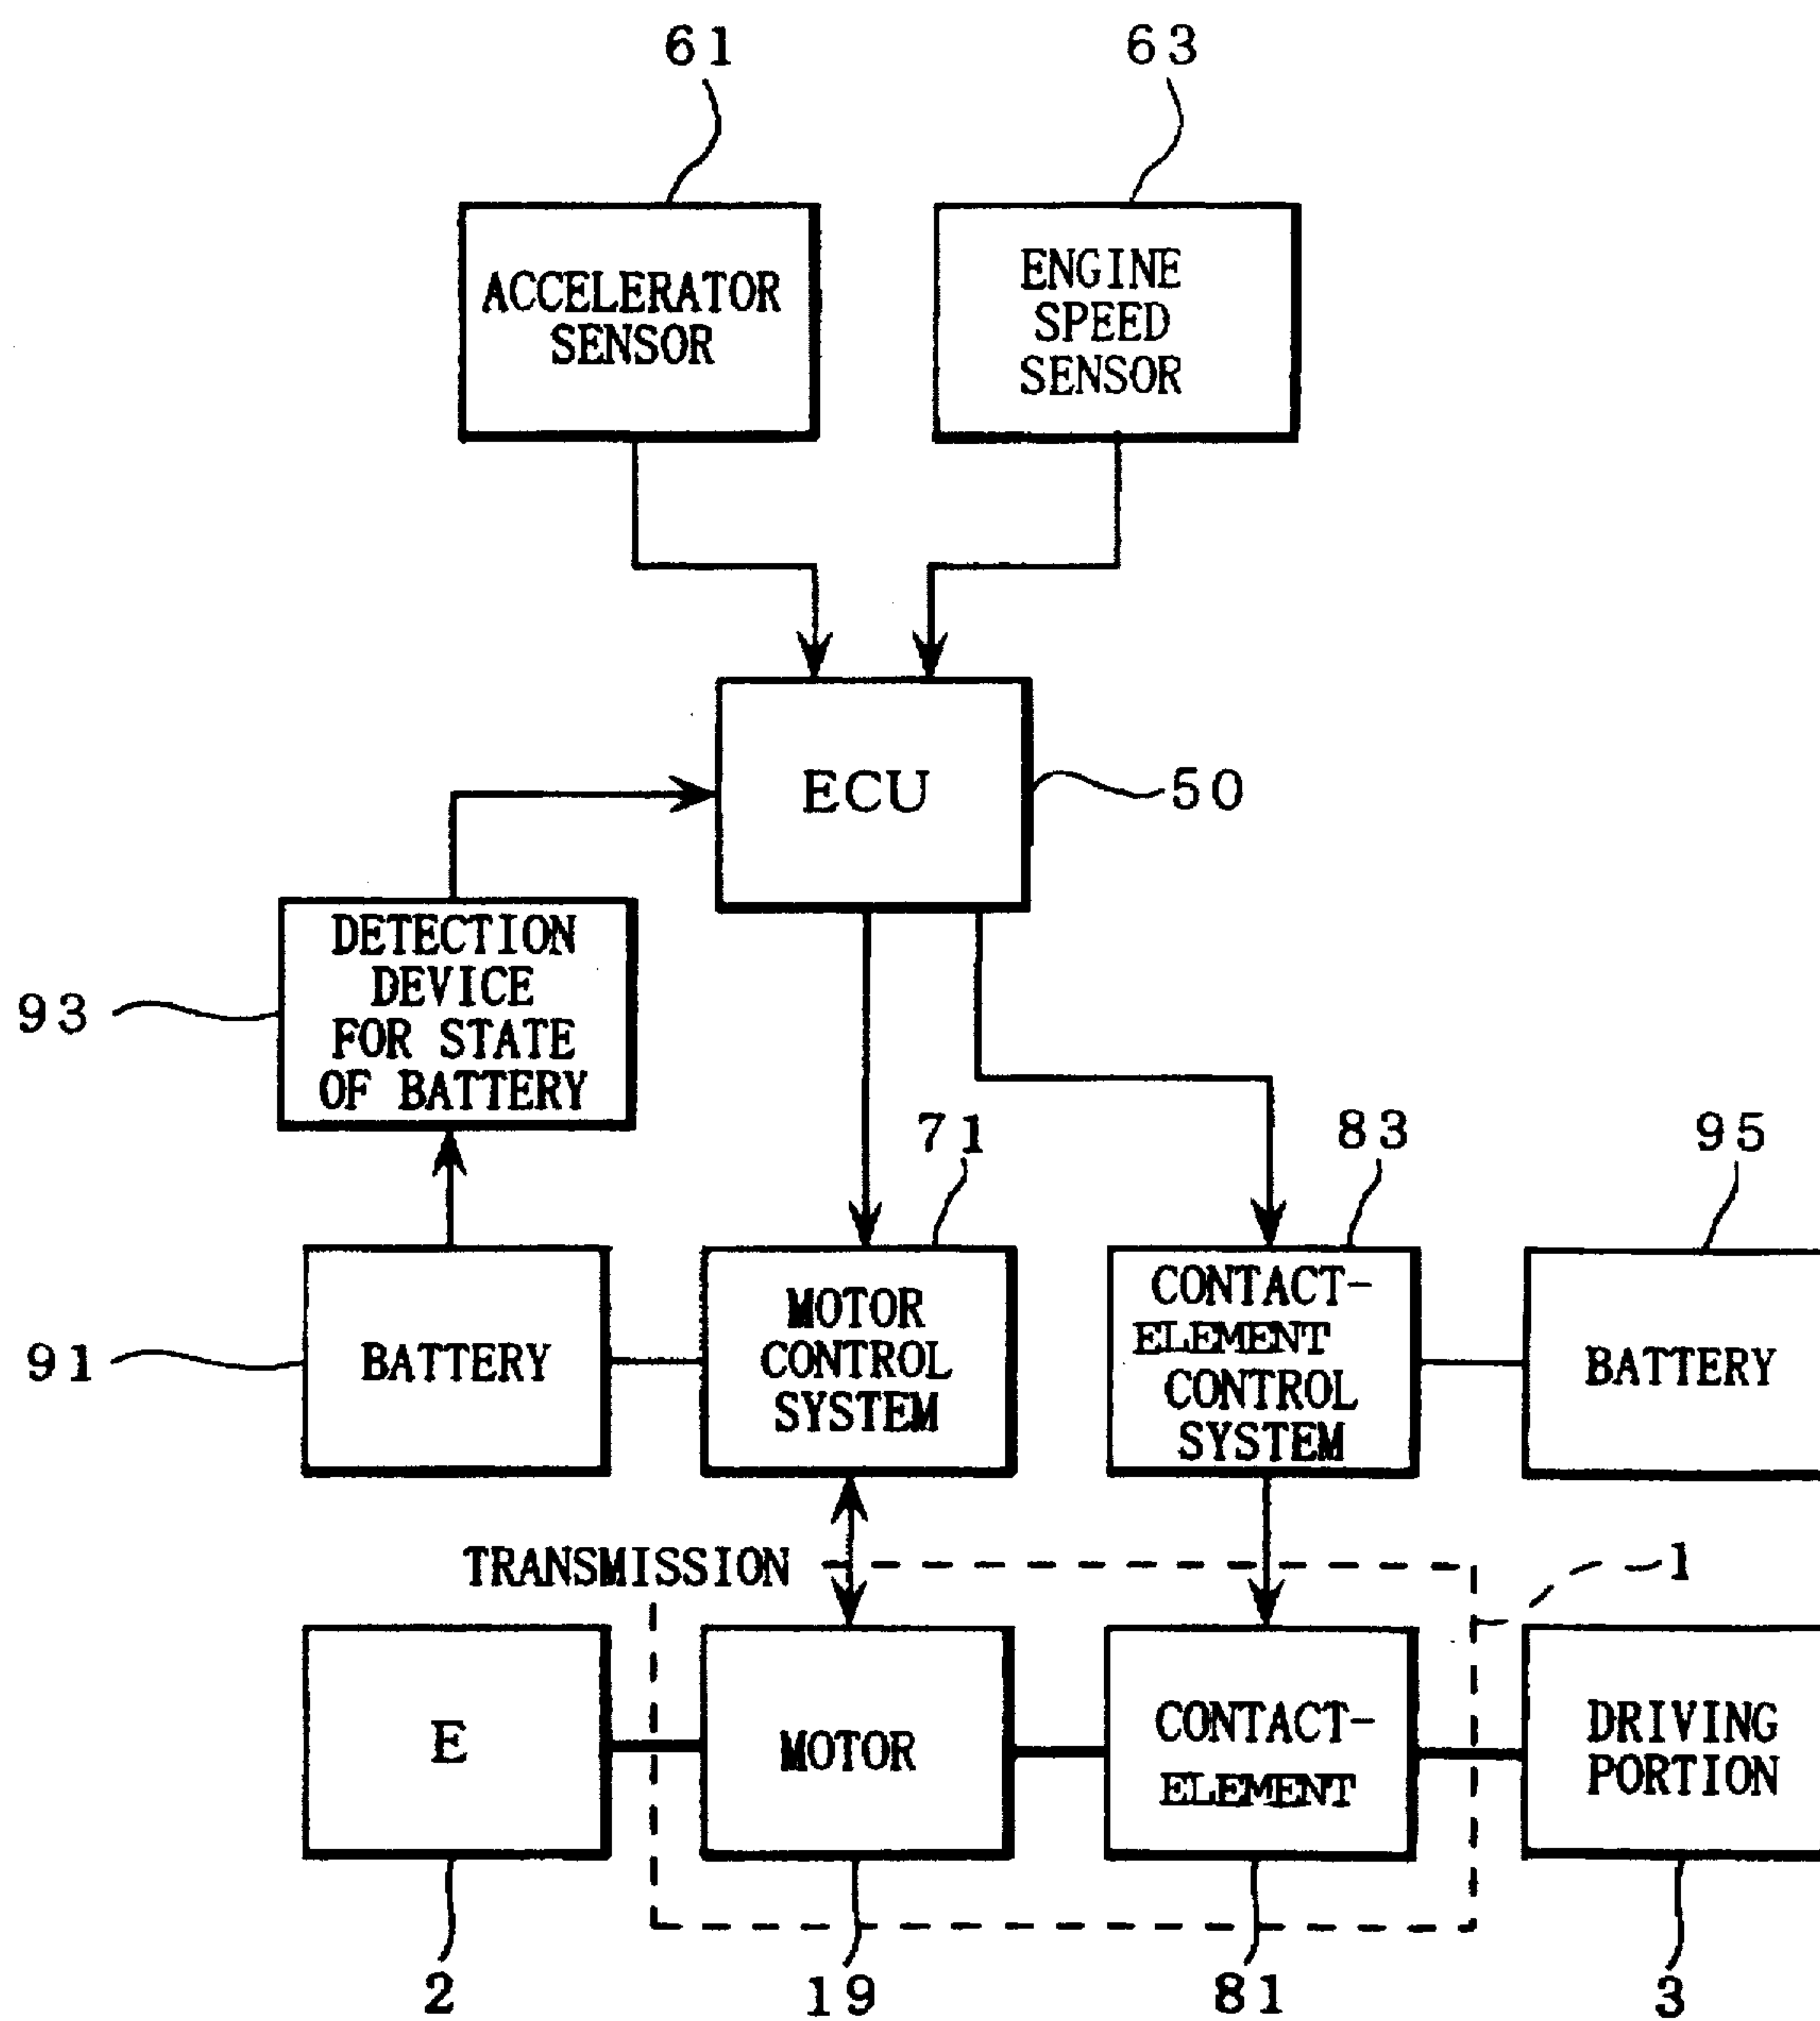 61
63
ACCELERATOR
SENSOR
ENGINE
SPEED
SENSOR
ECU
50
DETECTION
DEVICE
FOR STATE
OF BATTERY
93
71
83
95
91
BATTERY
MOTOR
CONTROL
SYSTEM
CONTACT-
ELEMENT
CONTROL
SYSTEM
BATTERY
TRANSMISSION
1
E
MOTOR
CONTACT-
ELEMENT
DRIVING
PORTION
2
19
81
3